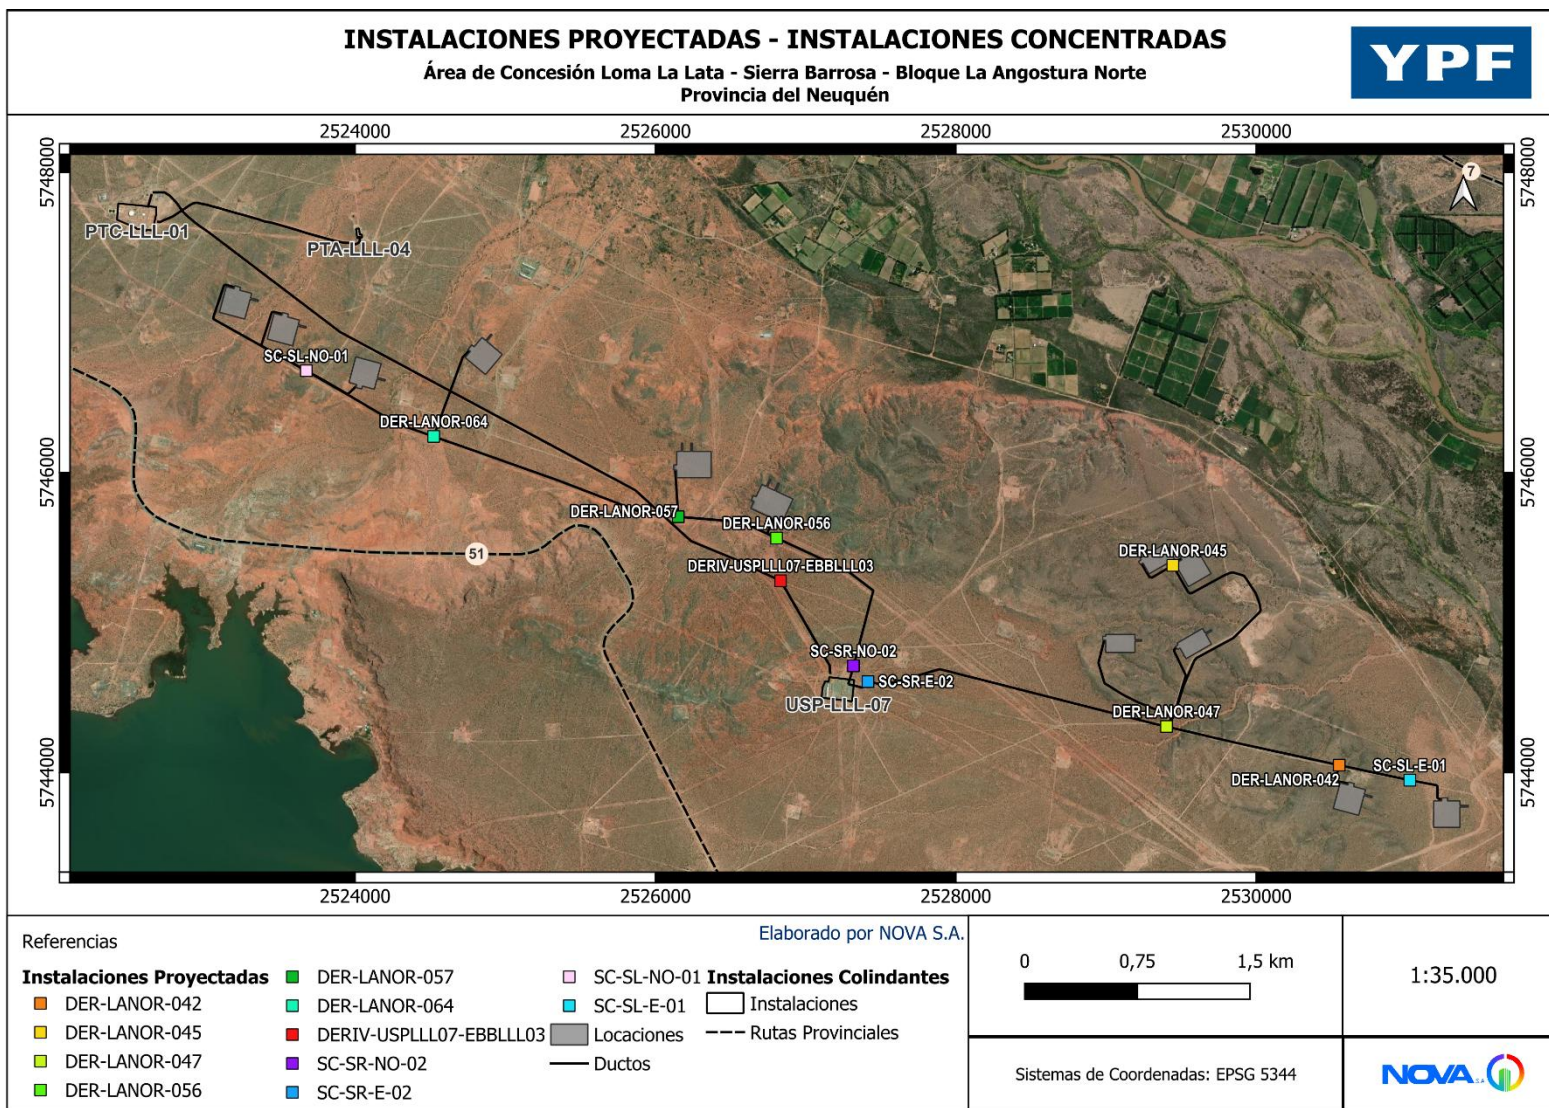 INSTALACIONES PROYECTADAS - INSTALACIONES CONCENTRADAS
Área de Concesión Loma La Lata - Sierra Barrosa - Bloque La Angostura Norte
Provincia del Neuquén
YPF
2524000
2526000
2528000
2530000
5748000
5748000
7
PTC-LLL-01
PTA-LLL-04
SC-SL-NO-01
DER-LANOR-064
5746000
5746000
DER-LANOR-057
DER-LANOR-056
51
DERIV-USPLLL07-EBBLLL03
DER-LANOR-045
SC-SR-NO-02
SC-SR-E-02
USP-LLL-07
DER-LANOR-047
5744000
5744000
DER-LANOR-042
SC-SL-E-01
2524000
2526000
2528000
2530000
Referencias
Elaborado por NOVA S.A.
Instalaciones Proyectadas
DER-LANOR-042
DER-LANOR-045
DER-LANOR-047
DER-LANOR-056
DER-LANOR-057
DER-LANOR-064
DERIV-USPLLL07-EBBLLL03
SC-SR-NO-02
SC-SR-E-02
SC-SL-NO-01
SC-SL-E-01
Locaciones
Ductos
Instalaciones Colindantes
Instalaciones
Rutas Provinciales
0 0,75 1,5 km
1:35.000
Sistemas de Coordenadas: EPSG 5344
NOVA S.A